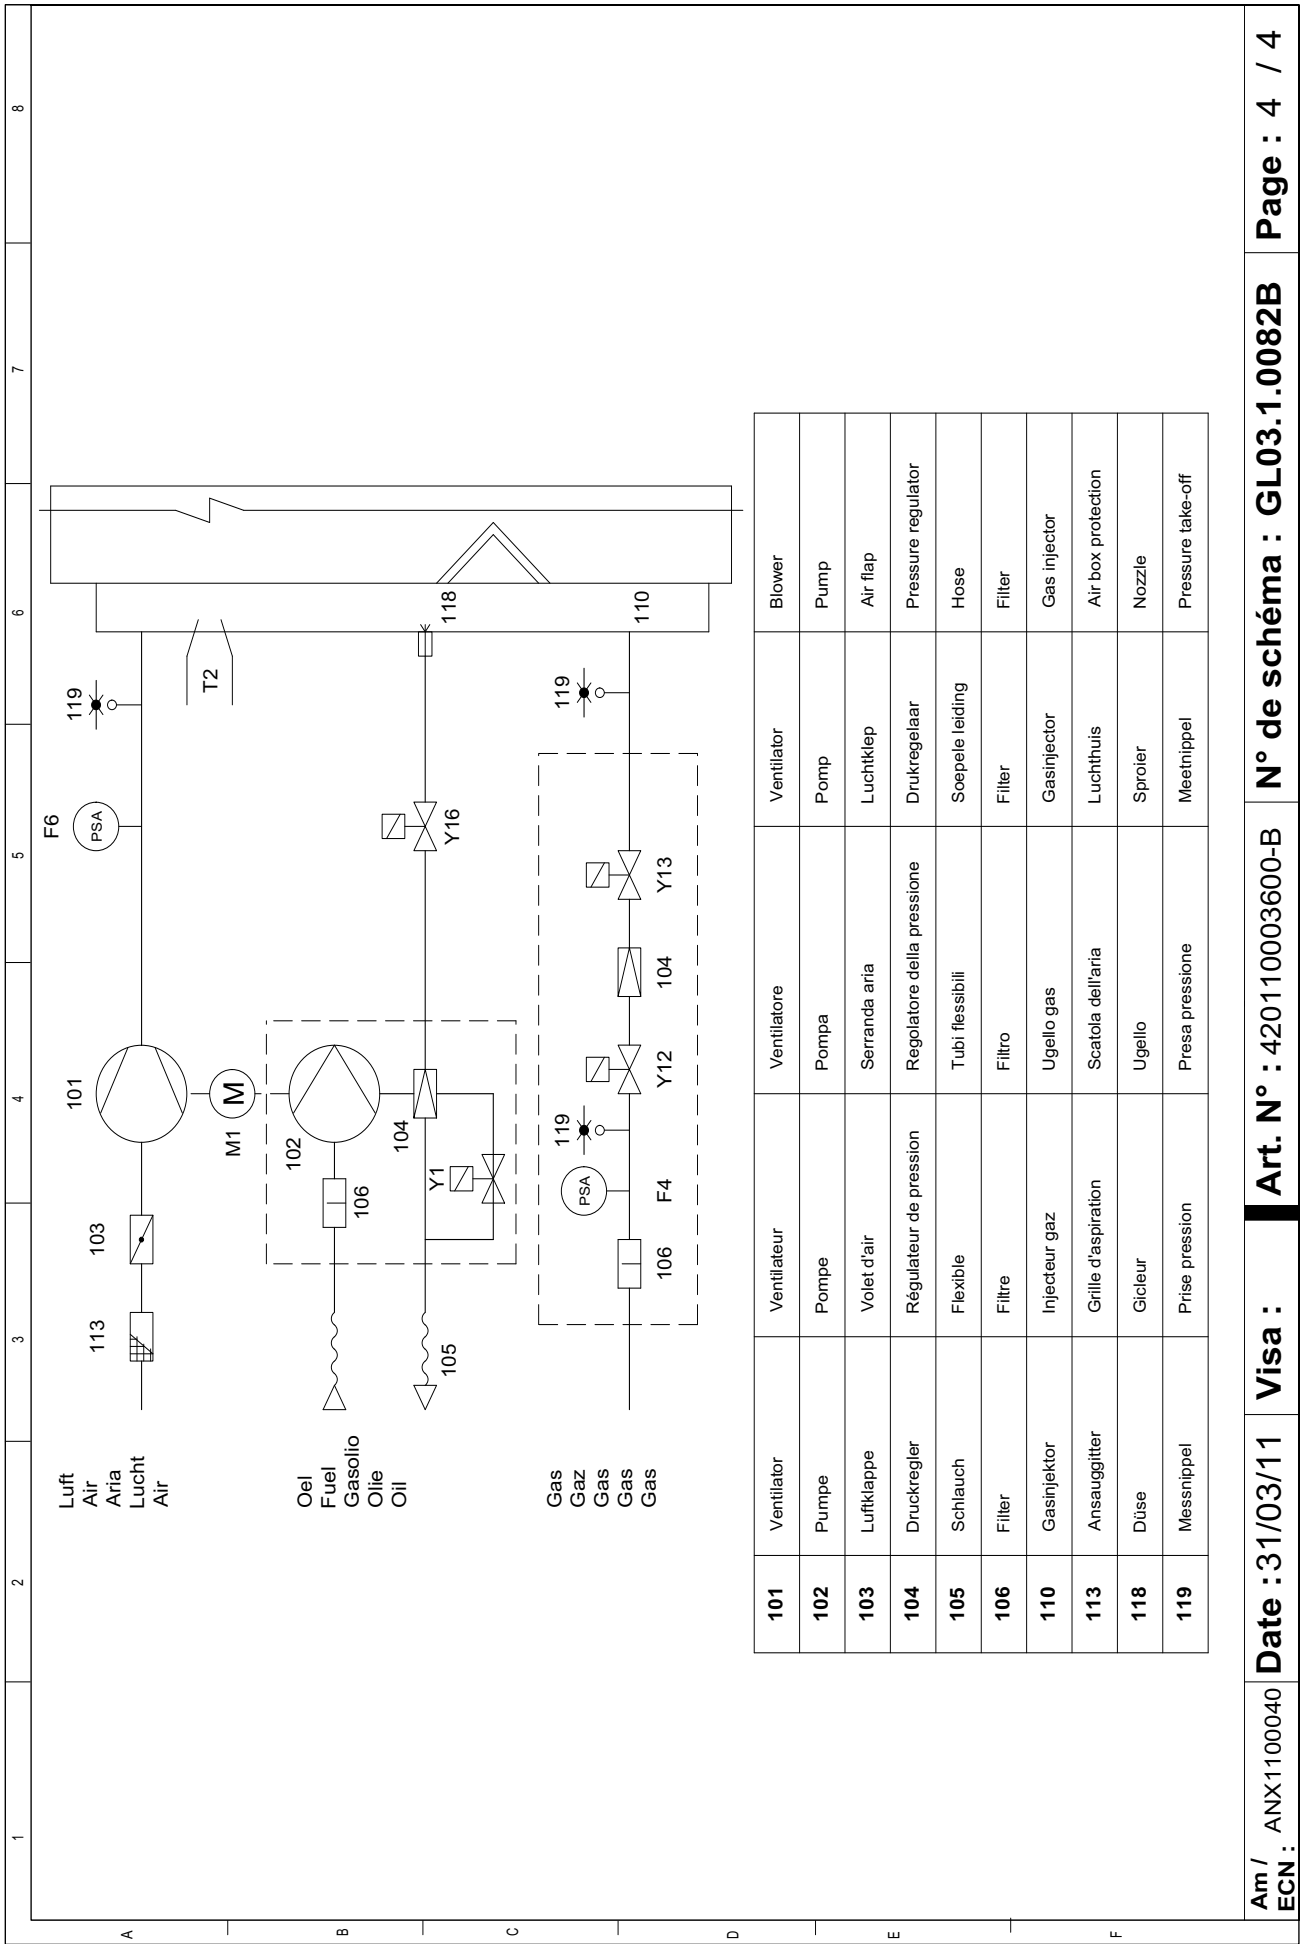 1 2 3 4 5 6 7 8
A
B
C
D
E
F
Luft
Air
Aria
Lucht
Air
113
103
101
F6
PSA
119
T2
M1
M
Oel
Fuel
Gasolio
Olie
Oil
106
102
104
Y1
105
Y16
118
Gas
Gaz
Gas
Gas
Gas
106
PSA
F4
119
Y12
104
Y13
119
110
101 Ventilator Ventilateur Ventilatore Ventilator Blower
102 Pumpe Pompe Pompa Pomp Pump
103 Luftklappe Volet d'air Serranda aria Luchtklep Air flap
104 Druckregler Régulateur de pression Regolatore della pressione Drukregelaar Pressure regulator
105 Schlauch Flexible Tubi flessibili Soepele leiding Hose
106 Filter Filtre Filtro Filter Filter
110 Gasinjektor Injecteur gaz Ugello gas Gasinjector Gas injector
113 Ansauggitter Grille d'aspiration Scatola dell'aria Luchthuis Air box protection
118 Düse Gicleur Ugello Sproier Nozzle
119 Messnippel Prise pression Presa pressione Meetnippel Pressure take-off
Am / ECN : ANX1100040 Date :31/03/11 Visa : Art. N° : 420110003600-B N° de schéma : GL03.1.0082B Page : 4 / 4